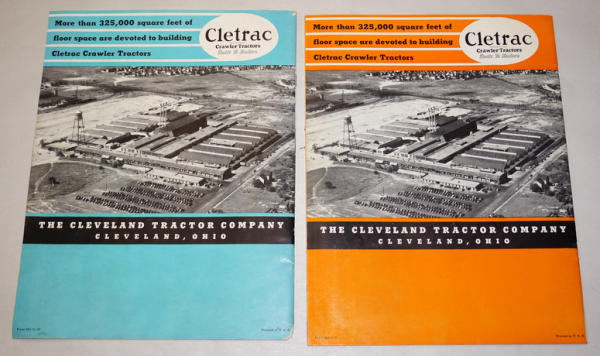 More than 325,000 square feet of
floor space are devoted to building
Cletrac Crawler Tractors
Cletrac
Crawler Tractors
THE CLEVELAND TRACTOR COMPANY
CLEVELAND, OHIO
More than 325,000 square feet of
floor space are devoted to building
Cletrac Crawler Tractors
Cletrac
Crawler Tractors
THE CLEVELAND TRACTOR COMPANY
CLEVELAND, OHIO